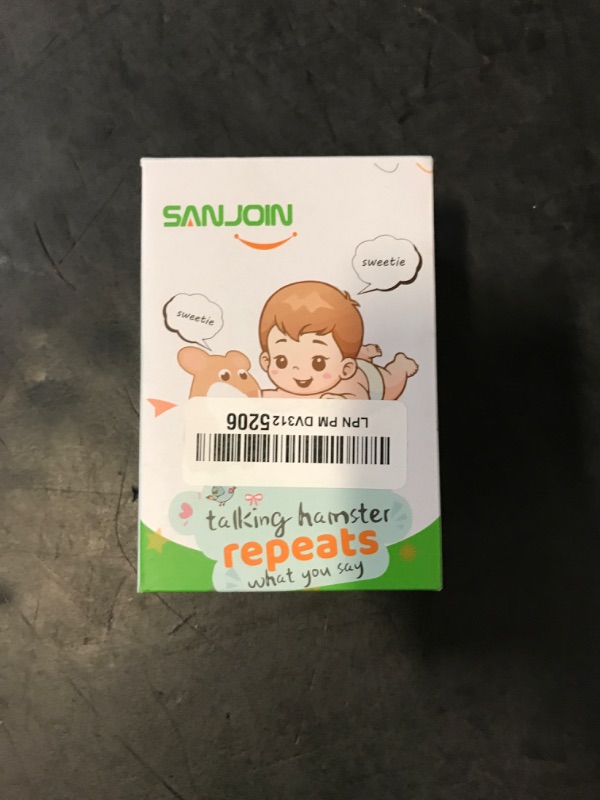 SANJOIN
sweetie
sweetie
LPN PM DV3125206
talking hamster
repeats
what you say